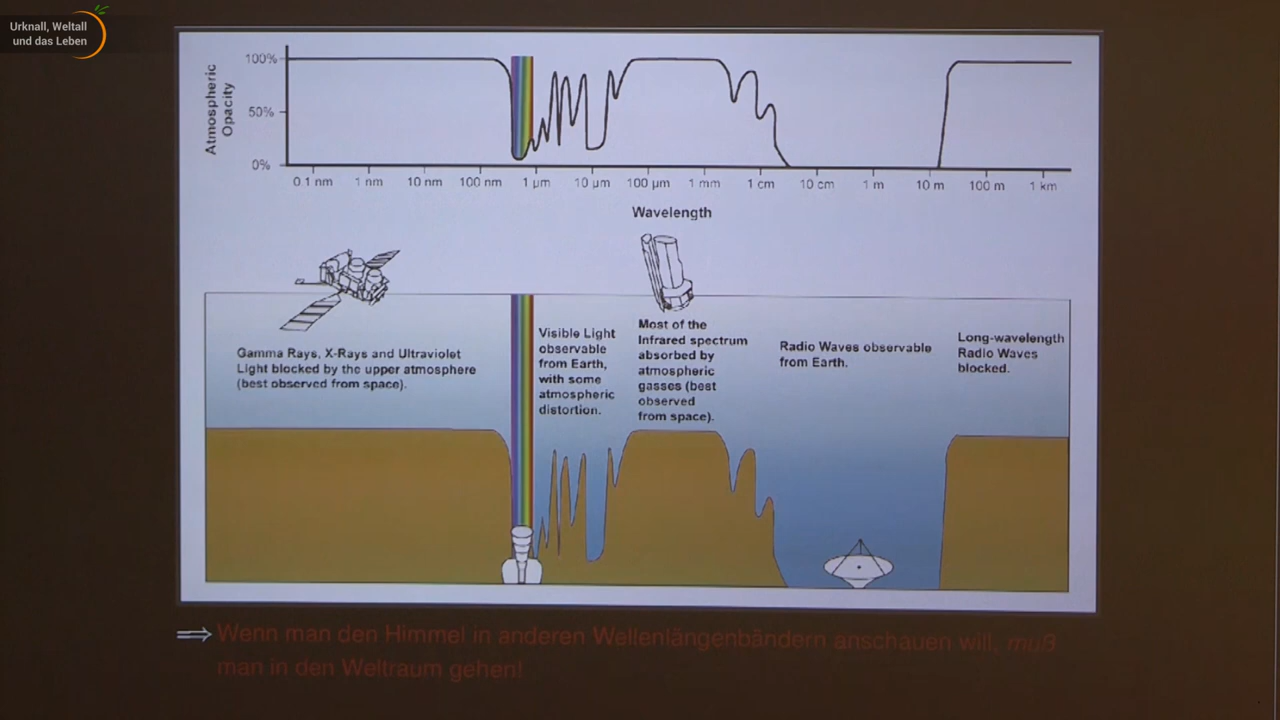 Urknall, Weltall
und das Leben
Atmospheric
Opacity
100%
50%
0%
0.1 nm 1 nm 10 nm 100 nm 1 µm 10 µm 100 µm 1 mm 1 cm 10 cm 1 m 10 m 100 m 1 km
Wavelength
Gamma Rays, X-Rays and Ultraviolet
Light blocked by the upper atmosphere
(best observed from space).
Visible Light
observable
from Earth,
with some
atmospheric
distortion.
Most of the
Infrared spectrum
absorbed by
atmospheric
gasses (best
observed
from space).
Radio Waves observable
from Earth.
Long-wavelength
Radio Waves
blocked.
⇒ Wenn man den Himmel in anderen Wellenlängenbändern anschauen will, muß
man in den Weltraum gehen!